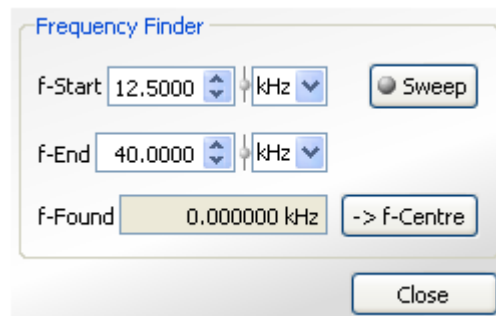 Frequency Finder
f-Start 12.5000 kHz Sweep
f-End 40.0000 kHz
f-Found 0.000000 kHz -> f-Centre
Close